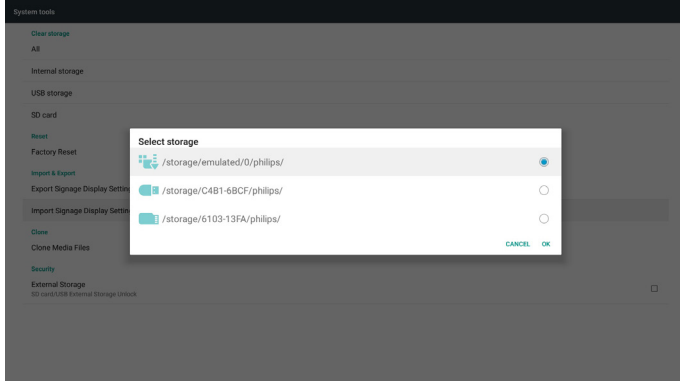 System tools
Clear storage
All
Internal storage
USB storage
SD card
Reset
Factory Reset
Import & Export
Export Signage Display Settin
Import Signage Display Settin
Clone
Clone Media Files
Security
External Storage
SD card/USB External Storage Unlock
Select storage
/storage/emulated/0/philips/
/storage/C4B1-6BCF/philips/
/storage/6103-13FA/philips/
CANCEL OK